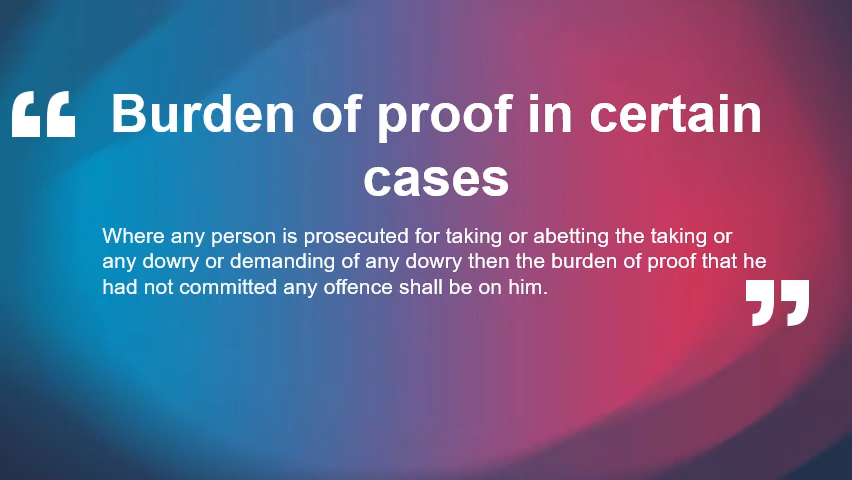 “ Burden of proof in certain
cases
Where any person is prosecuted for taking or abetting the taking or
any dowry or demanding of any dowry then the burden of proof that he
had not committed any offence shall be on him.
”